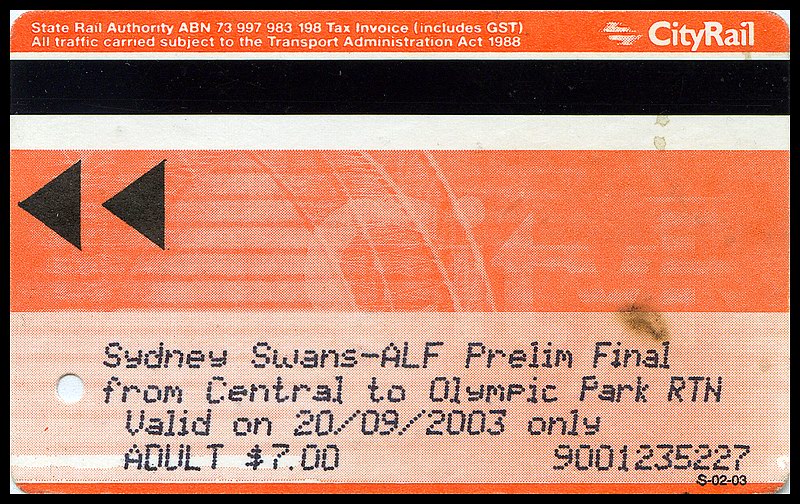 State Rail Authority ABN 73 997 983 198 Tax Invoice (includes GST)
All traffic carried subject to the Transport Administration Act 1988
CityRail
Sydney Swans-ALF Prelim Final
from Central to Olympic Park RTN
Valid on 20/09/2003 only
ADULT $7.00 9001235227
S-02-03